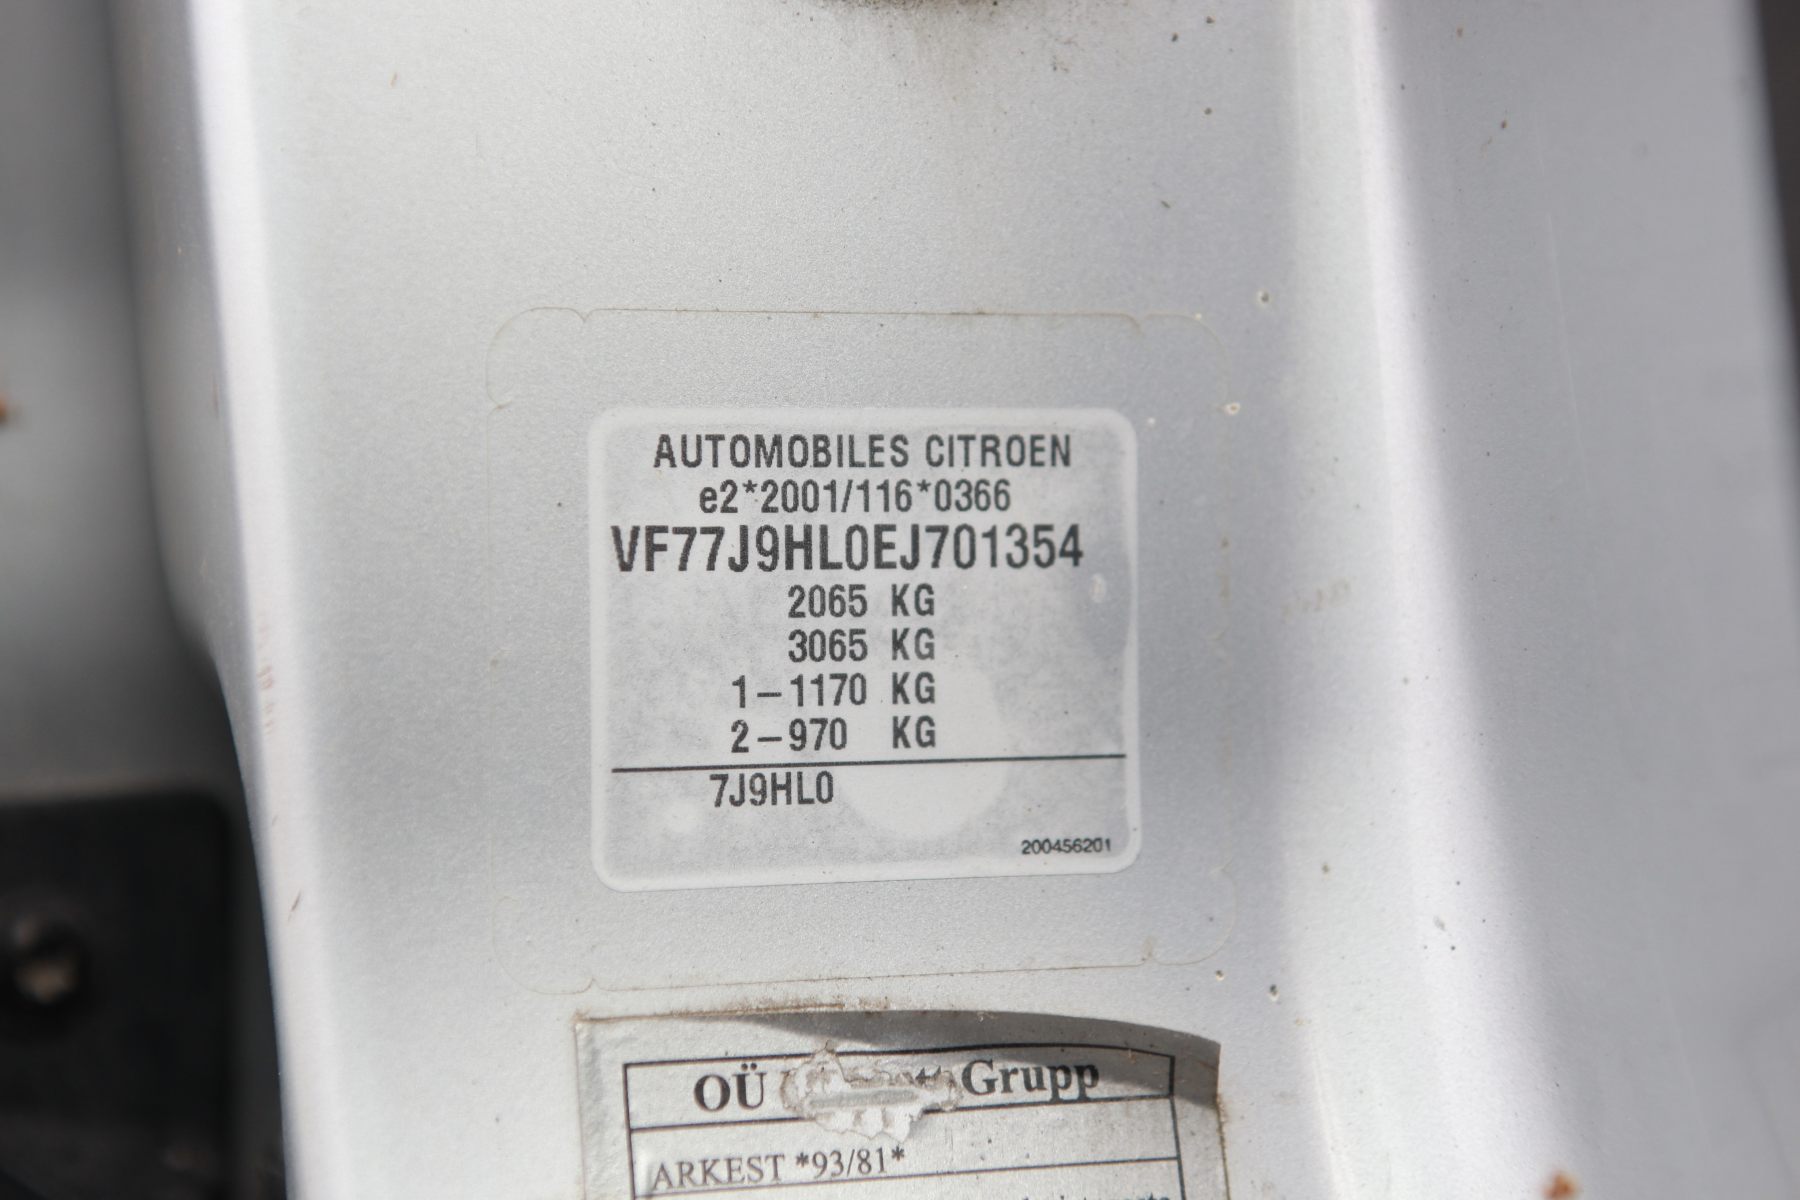 AUTOMOBILES CITROEN
e2*2001/116*0366
VF77J9HL0EJ701354
2065 KG
3065 KG
1-1170 KG
2-970 KG
7J9HL0
200456201
OÜ Grupp
ARKEST *93/81*